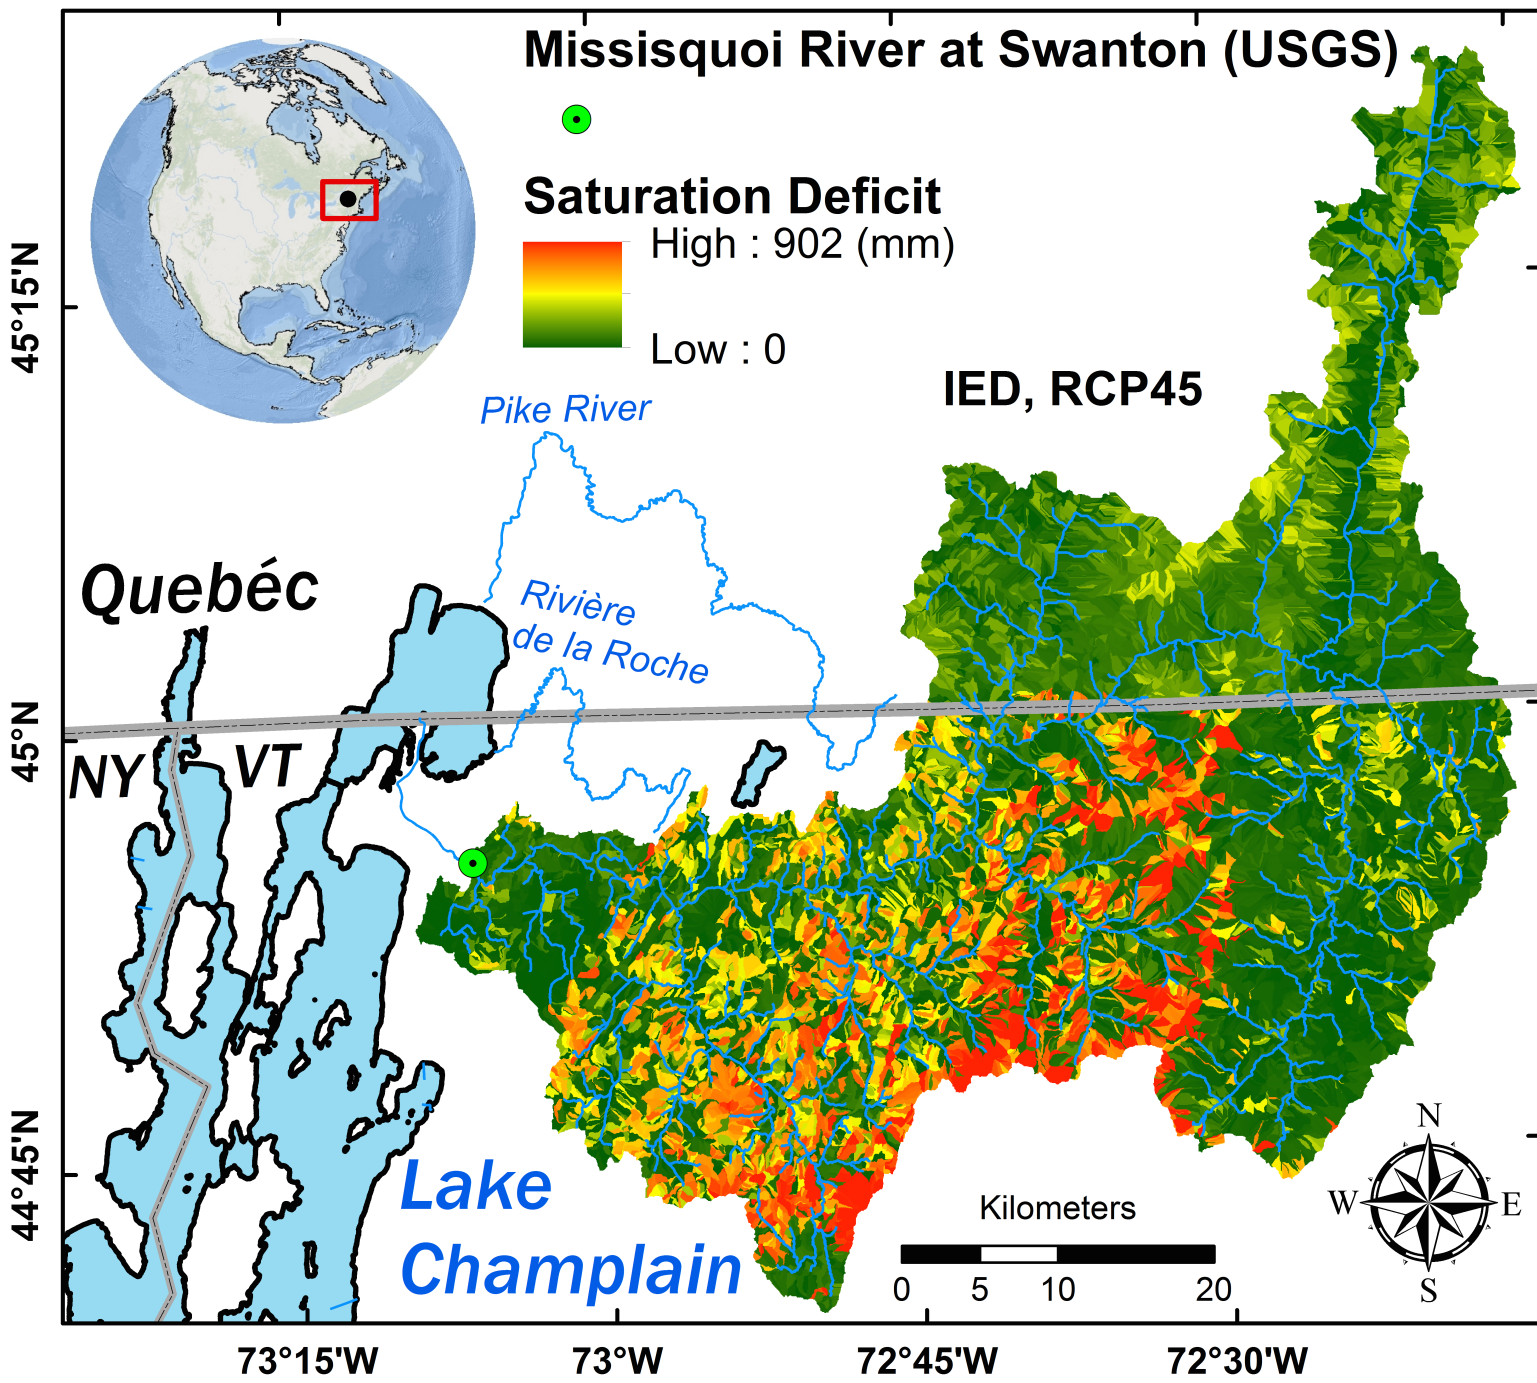 Missisquoi River at Swanton (USGS)
Saturation Deficit
High : 902 (mm)
Low : 0
IED, RCP45
Pike River
Rivière
de la Roche
Quebéc
NY
VT
Lake
Champlain
45°15'N
45°N
44°45'N
Kilometers
0 5 10 20
N
W E
S
73°15'W 73°W 72°45'W 72°30'W